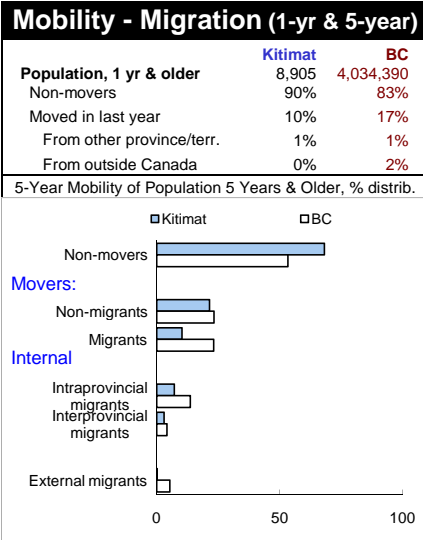 Mobility - Migration (1-yr & 5-year)
Kitimat BC
Population, 1 yr & older 8,905 4,034,390
Non-movers 90% 83%
Moved in last year 10% 17%
From other province/terr. 1% 1%
From outside Canada 0% 2%
5-Year Mobility of Population 5 Years & Older, % distrib.
Kitimat BC
Non-movers
Movers:
Non-migrants
Migrants
Internal
Intraprovincial
migrants
Interprovincial
migrants
External migrants
0 50 100